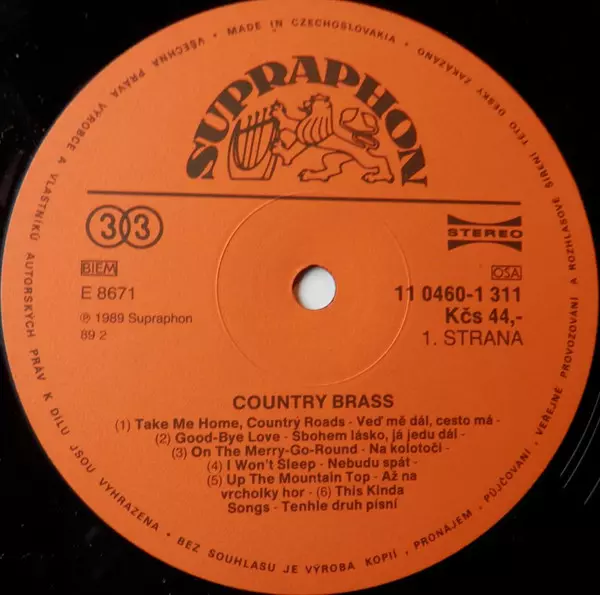 · VŠECHNA PRÁVA VÝROBCE A VLASTNÍKŮ AUTORSKÝCH PRÁV K DÍLU JSOU VYHRAZENA · BEZ SOUHLASU JE VÝROBA KOPIÍ, PRONÁJEM, PŮJČOVÁNÍ, VEŘEJNÉ PROVOZOVÁNÍ A ROZHLASOVÉ ŠÍŘENÍ TÉTO DESKY ZAKÁZÁNO · MADE IN CZECHOSLOVAKIA
SUPRAPHON
33
STEREO
BIEM
OSA
E 8671
11 0460-1 311
℗ 1989 Supraphon
Kčs 44,-
89 2
1. STRANA
COUNTRY BRASS
(1) Take Me Home, Country Roads - Veď mě dál, cesto má -
(2) Good-Bye Love - Sbohem lásko, já jedu dál -
(3) On The Merry-Go-Round - Na kolotoči -
(4) I Won't Sleep - Nebudu spát -
(5) Up The Mountain Top - Až na
vrcholky hor - (6) This Kinda
Songs - Tenhle druh písní